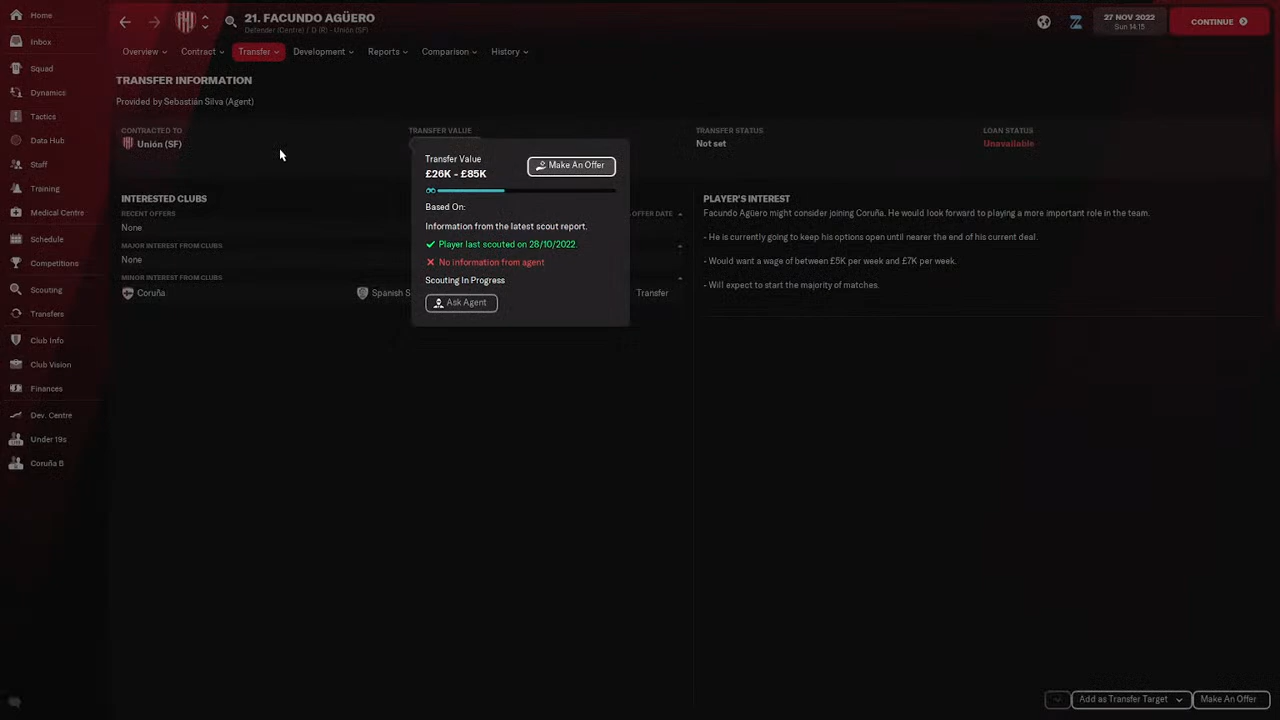 Home
Inbox
Squad
Dynamics
Tactics
Data Hub
Staff
Training
Medical Centre
Schedule
Competitions
Scouting
Transfers
Club Info
Club Vision
Finances
Dev. Centre
Under 19s
Coruña B
21. FACUNDO AGÜERO
Defender (Centre) / D (R) - Unión (SF)
27 NOV 2022
Sun 14:15
CONTINUE
Overview
Contract
Transfer
Development
Reports
Comparison
History
TRANSFER INFORMATION
Provided by Sebastián Silva (Agent)
CONTRACTED TO
Unión (SF)
TRANSFER VALUE
TRANSFER STATUS
Not set
LOAN STATUS
Unavailable
Transfer Value
£26K - £85K
Make An Offer
Based On:
Information from the latest scout report.
Player last scouted on 28/10/2022.
No information from agent
Scouting In Progress
Ask Agent
INTERESTED CLUBS
RECENT OFFERS
OFFER DATE
None
MAJOR INTEREST FROM CLUBS
None
MINOR INTEREST FROM CLUBS
Coruña
Spanish S
Transfer
PLAYER'S INTEREST
Facundo Agüero might consider joining Coruña. He would look forward to playing a more important role in the team.
- He is currently going to keep his options open until nearer the end of his current deal.
- Would want a wage of between £5K per week and £7K per week.
- Will expect to start the majority of matches.
Add as Transfer Target
Make An Offer